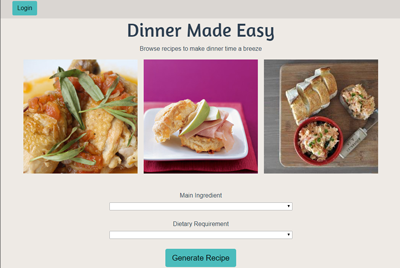 Login
Dinner Made Easy
Browse recipes to make dinner time a breeze
Main Ingredient
Dietary Requirement
Generate Recipe